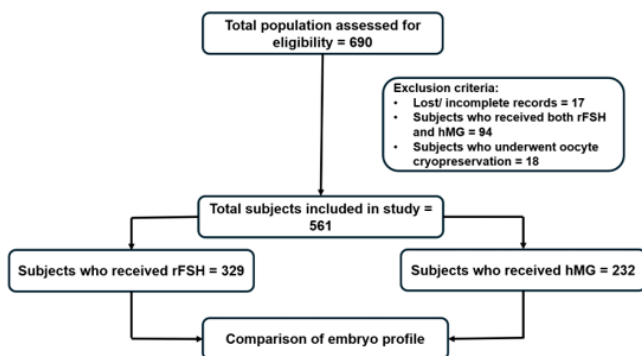 Total population assessed for
eligibility = 690
Exclusion criteria:
• Lost/ incomplete records = 17
• Subjects who received both rFSH
and hMG = 94
• Subjects who underwent oocyte
cryopreservation = 18
Total subjects included in study =
561
Subjects who received rFSH = 329
Subjects who received hMG = 232
Comparison of embryo profile